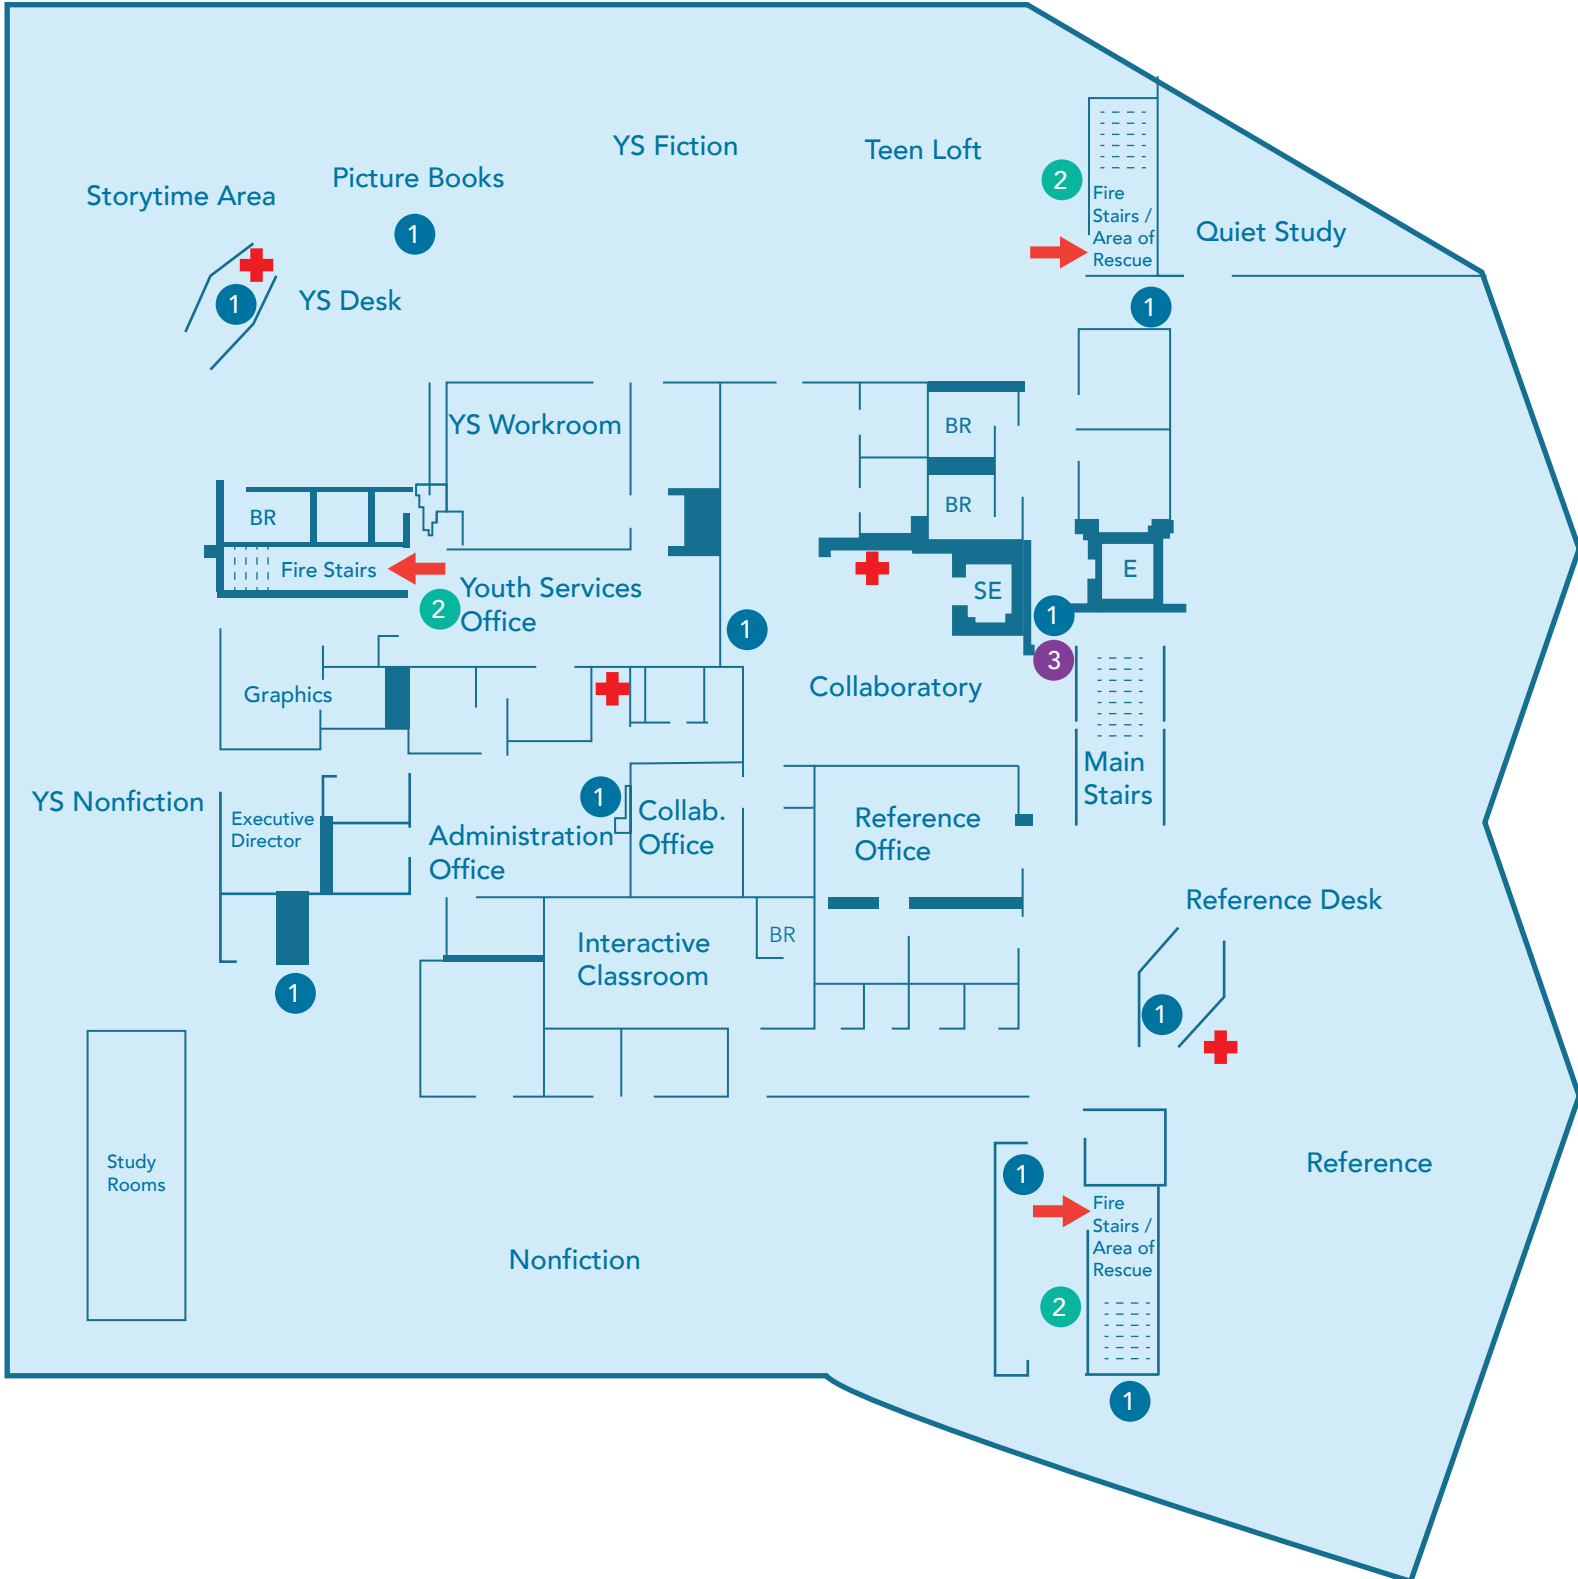 YS Fiction
Teen Loft
Picture Books
Storytime Area
2
Fire
Stairs /
Area of
Rescue
Quiet Study
1
1
YS Desk
1
YS Workroom
BR
BR
BR
Fire Stairs
2
Youth Services
Office
1
SE
E
1
3
Collaboratory
Graphics
Main
Stairs
YS Nonfiction
Executive
Director
1
Administration
Office
Collab.
Office
Reference
Office
Reference Desk
Interactive
Classroom
BR
1
1
Study
Rooms
Nonfiction
1
Fire
Stairs /
Area of
Rescue
Reference
2
1